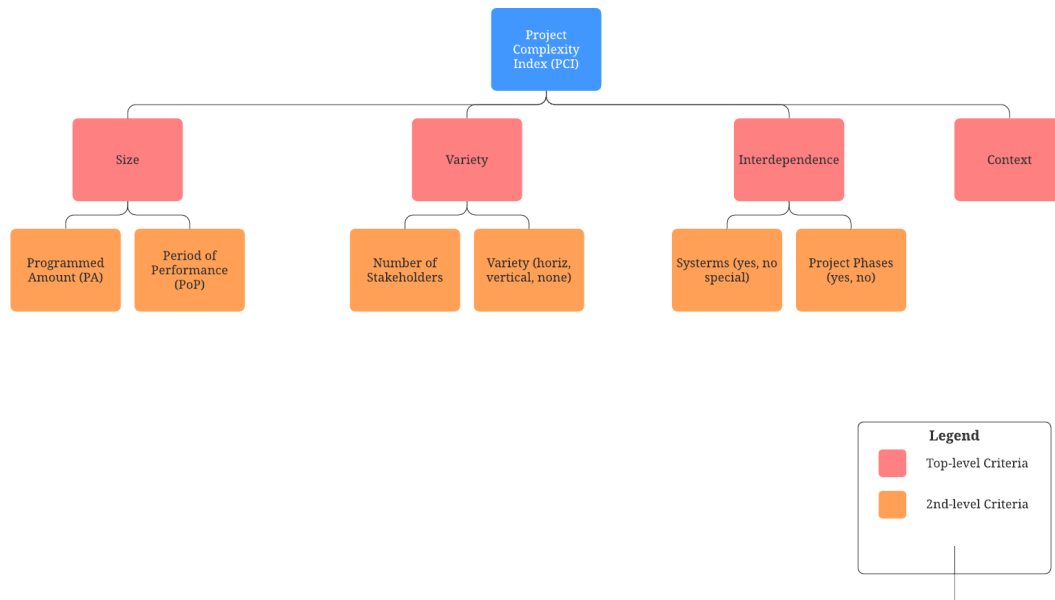 Project
Complexity
Index (PCI)
Size
Variety
Interdependence
Context
Programmed
Amount (PA)
Period of
Performance
(PoP)
Number of
Stakeholders
Variety (horiz,
vertical, none)
Systerms (yes, no
special)
Project Phases
(yes, no)
Legend
Top-level Criteria
2nd-level Criteria